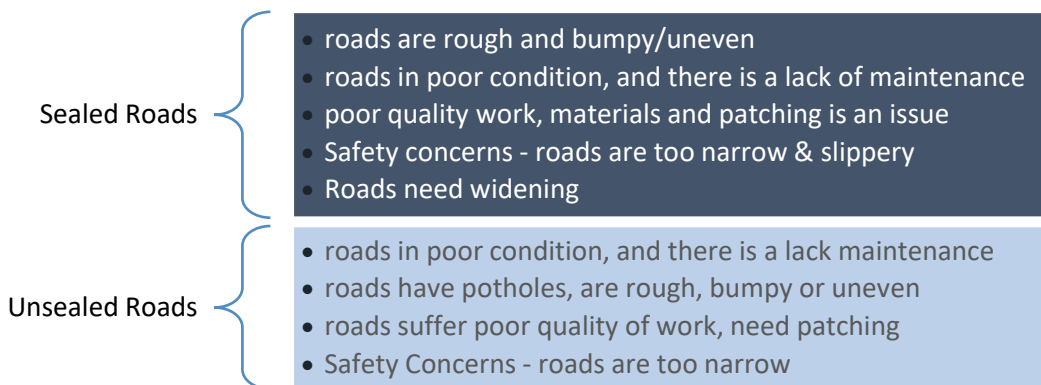 Sealed Roads
• roads are rough and bumpy/uneven
• roads in poor condition, and there is a lack of maintenance
• poor quality work, materials and patching is an issue
• Safety concerns - roads are too narrow & slippery
• Roads need widening
Unsealed Roads
• roads in poor condition, and there is a lack maintenance
• roads have potholes, are rough, bumpy or uneven
• roads suffer poor quality of work, need patching
• Safety Concerns - roads are too narrow